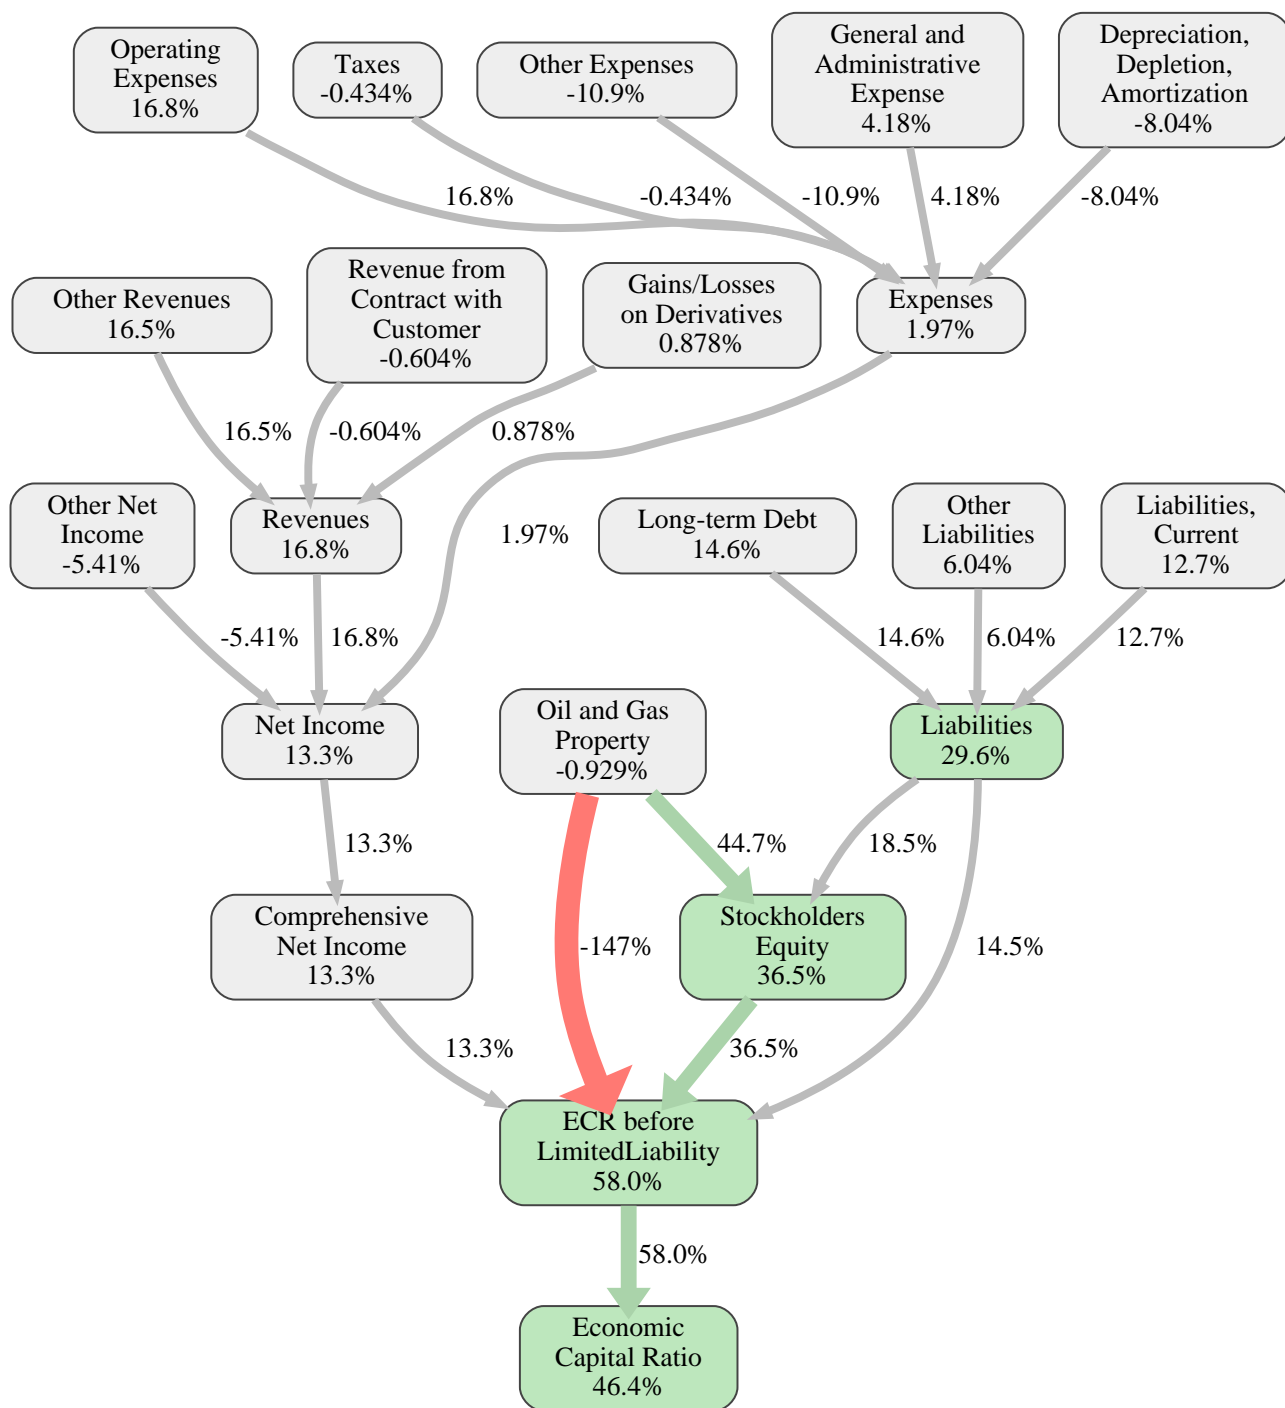 Operating
Expenses
16.8%
Taxes
-0.434%
Other Expenses
-10.9%
General and
Administrative
Expense
4.18%
Depreciation,
Depletion,
Amortization
-8.04%
16.8%
-0.434%
-10.9%
4.18%
-8.04%
Other Revenues
16.5%
Revenue from
Contract with
Customer
-0.604%
Gains/Losses
on Derivatives
0.878%
Expenses
1.97%
16.5%
-0.604%
0.878%
Other Net
Income
-5.41%
Revenues
16.8%
1.97%
Long-term Debt
14.6%
Other
Liabilities
6.04%
Liabilities,
Current
12.7%
-5.41%
16.8%
14.6%
6.04%
12.7%
Net Income
13.3%
Oil and Gas
Property
-0.929%
Liabilities
29.6%
13.3%
44.7%
18.5%
Comprehensive
Net Income
13.3%
-147%
Stockholders
Equity
36.5%
14.5%
13.3%
36.5%
ECR before
LimitedLiability
58.0%
58.0%
Economic
Capital Ratio
46.4%